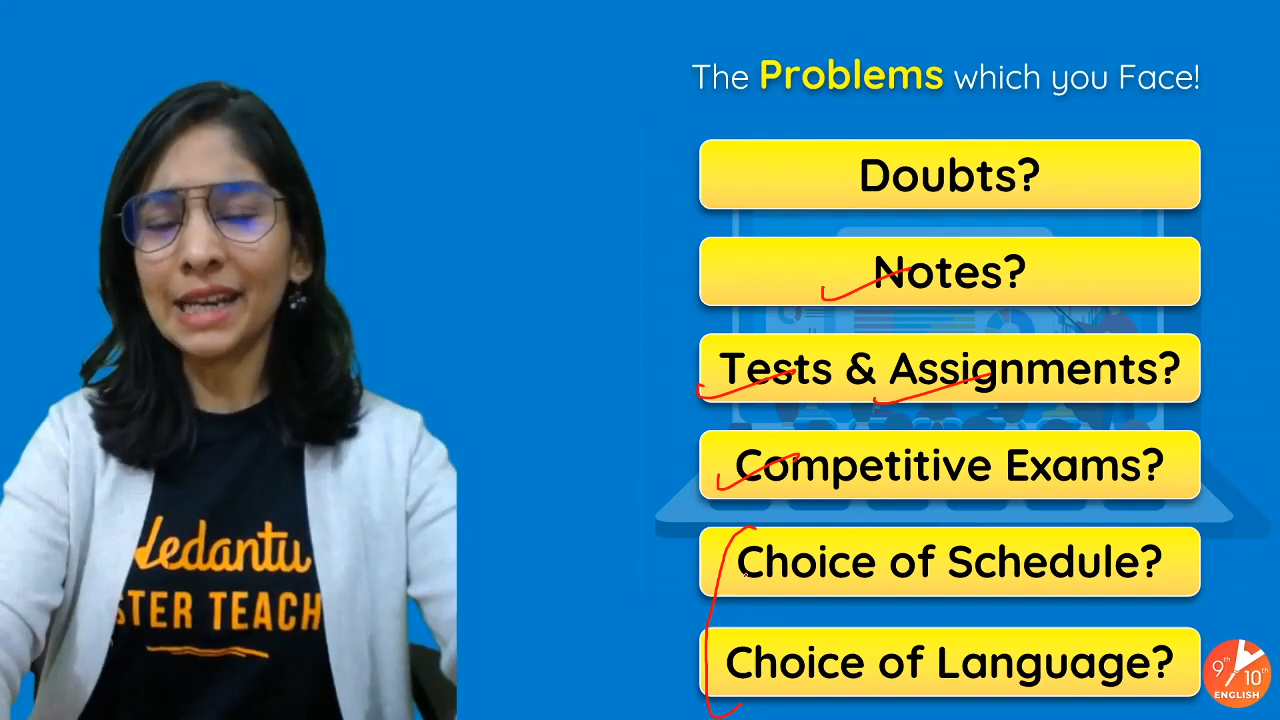 The Problems which you Face!
Doubts?
Notes?
Tests & Assignments?
Competitive Exams?
Choice of Schedule?
Choice of Language?
Vedantu
STER TEACH
9th 10th
ENGLISH